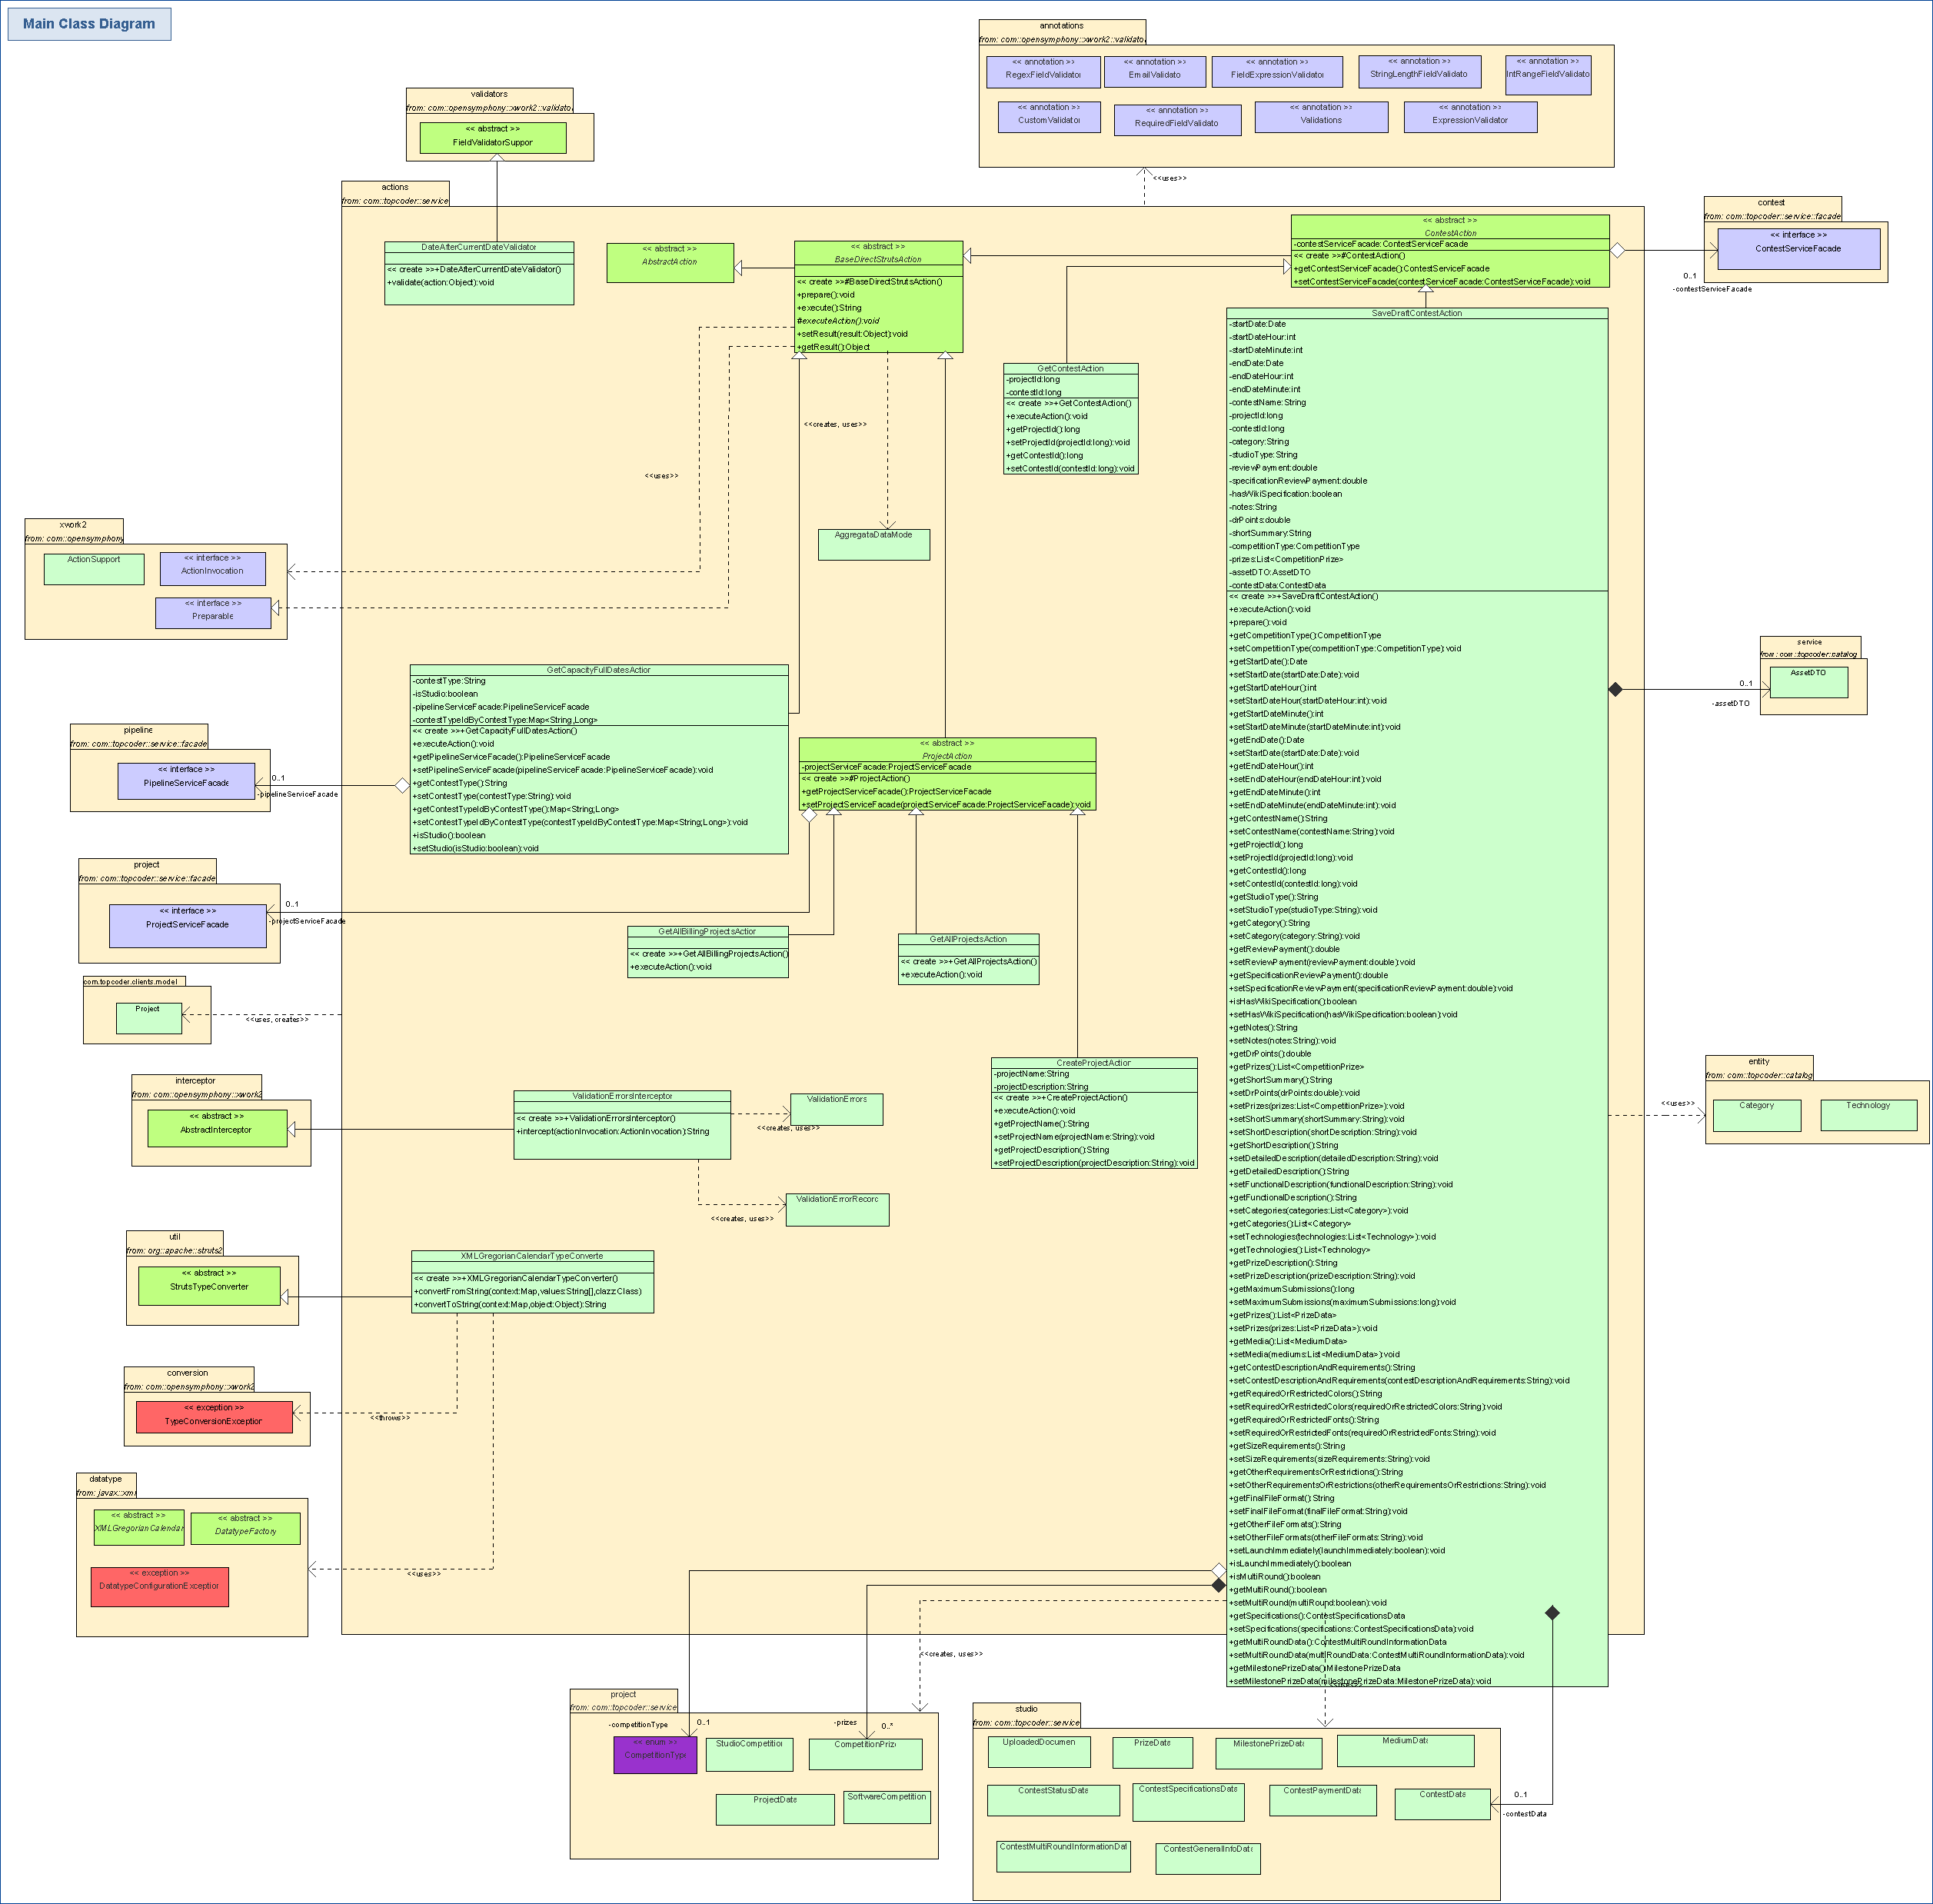 Main Class Diagram
annotations
from: com::opensymphony::xwork2::validator
<< annotation >>
RegexFieldValidator
<< annotation >>
EmailValidato
<< annotation >>
FieldExpressionValidator
<< annotation >>
StringLengthFieldValidato
<< annotation >>
IntRangeFieldValidato
<< annotation >>
CustomValidator
<< annotation >>
RequiredFieldValidato
<< annotation >>
Validations
<< annotation >>
ExpressionValidator
<<uses>>
validators
from: com::opensymphony::xwork2::validator
<< abstract >>
FieldValidatorSuppor
actions
from: com::topcoder::service
DateAfterCurrentDateValidator
<< create >>+DateAfterCurrentDateValidator()
+validate(action:Object):void
<< abstract >>
AbstractAction
<< abstract >>
BaseDirectStrutsAction
<< create >>#BaseDirectStrutsAction()
+prepare():void
+execute():String
#executeAction():void
+setResult(result:Object):void
+getResult():Object
<< abstract >>
ContestAction
-contestServiceFacade:ContestServiceFacade
<< create >>#ContestAction()
+getContestServiceFacade():ContestServiceFacade
+setContestServiceFacade(contestServiceFacade:ContestServiceFacade):void
contest
from: com::topcoder::service::facade
<< interface >>
ContestServiceFacade
0..1
-contestServiceFacade
GetContestAction
-projectId:long
-contestId:long
<< create >>+GetContestAction()
+executeAction():void
+getProjectId():long
+setProjectId(projectId:long):void
+getContestId():long
+setContestId(contestId:long):void
<<creates, uses>>
<<uses>>
AggregataDataMode
SaveDraftContestAction
-startDate:Date
-startDateHour:int
-startDateMinute:int
-endDate:Date
-endDateHour:int
-endDateMinute:int
-contestName:String
-projectId:long
-contestId:long
-category:String
-studioType:String
-reviewPayment:double
-specificationReviewPayment:double
-hasWikiSpecification:boolean
-notes:String
-drPoints:double
-shortSummary:String
-competitionType:CompetitionType
-prizes:List<CompetitionPrize>
-assetDTO:AssetDTO
-contestData:ContestData
<< create >>+SaveDraftContestAction()
+executeAction():void
+prepare():void
+getCompetitionType():CompetitionType
+setCompetitionType(competitionType:CompetitionType):void
+getStartDate():Date
+setStartDate(startDate:Date):void
+getStartDateHour():int
+setStartDateHour(startDateHour:int):void
+getStartDateMinute():int
+setStartDateMinute(startDateMinute:int):void
+getEndDate():Date
+setStartDate(startDate:Date):void
+getEndDateHour():int
+setEndDateHour(endDateHour:int):void
+getEndDateMinute():int
+setEndDateMinute(endDateMinute:int):void
+getContestName():String
+setContestName(contestName:String):void
+getProjectId():long
+setProjectId(projectId:long):void
+getContestId():long
+setContestId(contestId:long):void
+getStudioType():String
+setStudioType(studioType:String):void
+getCategory():String
+setCategory(category:String):void
+getReviewPayment():double
+setReviewPayment(reviewPayment:double):void
+getSpecificationReviewPayment():double
+setSpecificationReviewPayment(specificationReviewPayment:double):void
+isHasWikiSpecification():boolean
+setHasWikiSpecification(hasWikiSpecification:boolean):void
+getNotes():String
+setNotes(notes:String):void
+getDrPoints():double
+getPrizes():List<CompetitionPrize>
+getShortSummary():String
+setDrPoints(drPoints:double):void
+setPrizes(prizes:List<CompetitionPrize>):void
+setShortSummary(shortSummary:String):void
+setShortDescription(shortDescription:String):void
+getShortDescription():String
+setDetailedDescription(detailedDescription:String):void
+getDetailedDescription():String
+setFunctionalDescription(functionalDescription:String):void
+getFunctionalDescription():String
+setCategories(categories:List<Category>):void
+getCategories():List<Category>
+setTechnologies(technologies:List<Technology>):void
+getTechnologies():List<Technology>
+getPrizeDescription():String
+setPrizeDescription(prizeDescription:String):void
+getMaximumSubmissions():long
+setMaximumSubmissions(maximumSubmissions:long):void
+getPrizes():List<PrizeData>
+setPrizes(prizes:List<PrizeData>):void
+getMedia():List<MediumData>
+setMedia(mediums:List<MediumData>):void
+getContestDescriptionAndRequirements():String
+setContestDescriptionAndRequirements(contestDescriptionAndRequirements:String):void
+getRequiredOrRestrictedColors():String
+setRequiredOrRestrictedColors(requiredOrRestrictedColors:String):void
+getRequiredOrRestrictedFonts():String
+setRequiredOrRestrictedFonts(requiredOrRestrictedFonts:String):void
+getSizeRequirements():String
+setSizeRequirements(sizeRequirements:String):void
+getOtherRequirementsOrRestrictions():String
+setOtherRequirementsOrRestrictions(otherRequirementsOrRestrictions:String):void
+getFinalFileFormat():String
+setFinalFileFormat(finalFileFormat:String):void
+getOtherFileFormats():String
+setOtherFileFormats(otherFileFormats:String):void
+setLaunchImmediately(launchImmediately:boolean):void
+isLaunchImmediately():boolean
+isMultiRound():boolean
+getMultiRound():boolean
+setMultiRound(multiRound:boolean):void
+getSpecifications():ContestSpecificationsData
+setSpecifications(specifications:ContestSpecificationsData):void
+getMultiRoundData():ContestMultiRoundInformationData
+setMultiRoundData(multiRoundData:ContestMultiRoundInformationData):void
+getMilestonePrizeData():MilestonePrizeData
+setMilestonePrizeData(milestonePrizeData:MilestonePrizeData):void
xwork2
from: com::opensymphony
ActionSupport
<< interface >>
ActionInvocation
<< interface >>
Preparable
GetCapacityFullDatesAction
-contestType:String
-isStudio:boolean
-pipelineServiceFacade:PipelineServiceFacade
-contestTypeIdByContestType:Map<String,Long>
<< create >>+GetCapacityFullDatesAction()
+executeAction():void
+getPipelineServiceFacade():PipelineServiceFacade
+setPipelineServiceFacade(pipelineServiceFacade:PipelineServiceFacade):void
+getContestType():String
+setContestType(contestType:String):void
+getContestTypeIdByContestType():Map<String,Long>
+setContestTypeIdByContestType(contestTypeIdByContestType:Map<String,Long>):void
+isStudio():boolean
+setStudio(isStudio:boolean):void
service
from: com::topcoder::catalog
AssetDTO
0..1
-assetDTO
pipeline
from: com::topcoder::service::facade
<< interface >>
PipelineServiceFacade
0..1
-pipelineServiceFacade
<< abstract >>
ProjectAction
-projectServiceFacade:ProjectServiceFacade
<< create >>#ProjectAction()
+getProjectServiceFacade():ProjectServiceFacade
+setProjectServiceFacade(projectServiceFacade:ProjectServiceFacade):void
project
from: com::topcoder::service::facade
<< interface >>
ProjectServiceFacade
0..1
-projectServiceFacade
GetAllBillingProjectsAction
<< create >>+GetAllBillingProjectsAction()
+executeAction():void
GetAllProjectsAction
<< create >>+GetAllProjectsAction()
+executeAction():void
com.topcoder.clients.model
Project
<<uses, creates>>
CreateProjectAction
-projectName:String
-projectDescription:String
<< create >>+CreateProjectAction()
+executeAction():void
+getProjectName():String
+setProjectName(projectName:String):void
+getProjectDescription():String
+setProjectDescription(projectDescription:String):void
entity
from: com::topcoder::catalog
Category
Technology
<<uses>>
interceptor
from: com::opensymphony::xwork2
<< abstract >>
AbstractInterceptor
ValidationErrorsInterceptor
<< create >>+ValidationErrorsInterceptor()
+intercept(actionInvocation:ActionInvocation):String
ValidationErrors
<<creates, uses>>
ValidationErrorRecord
<<creates, uses>>
util
from: org::apache::struts2
<< abstract >>
StrutsTypeConverter
XMLGregorianCalendarTypeConverte
<< create >>+XMLGregorianCalendarTypeConverter()
+convertFromString(context:Map,values:String[],clazz:Class)
+convertToString(context:Map,object:Object):String
conversion
from: com::opensymphony::xwork2
<< exception >>
TypeConversionException
<<throws>>
datatype
from: javax::xml
<< abstract >>
XMLGregorianCalendar
<< abstract >>
DatatypeFactory
<< exception >>
DatatypeConfigurationException
<<uses>>
<<creates, uses>>
project
from: com::topcoder::service
-competitionType
0..1
-prizes
0..*
<< enum >>
CompetitionType
StudioCompetition
CompetitionPrize
ProjectData
SoftwareCompetition
studio
from: com::topcoder::service
UploadedDocumen
PrizeData
MilestonePrizeData
MediumData
ContestStatusData
ContestSpecificationsData
ContestPaymentData
ContestData
0..1
-contestData
ContestMultiRoundInformationDat
ContestGeneralInfoData